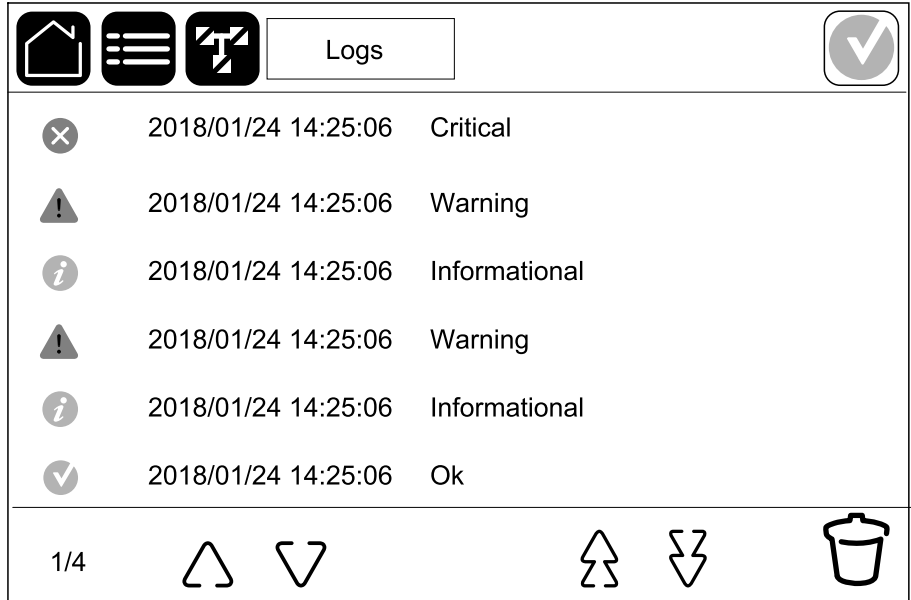 Logs
2018/01/24 14:25:06 Critical
2018/01/24 14:25:06 Warning
2018/01/24 14:25:06 Informational
2018/01/24 14:25:06 Warning
2018/01/24 14:25:06 Informational
2018/01/24 14:25:06 Ok
1/4